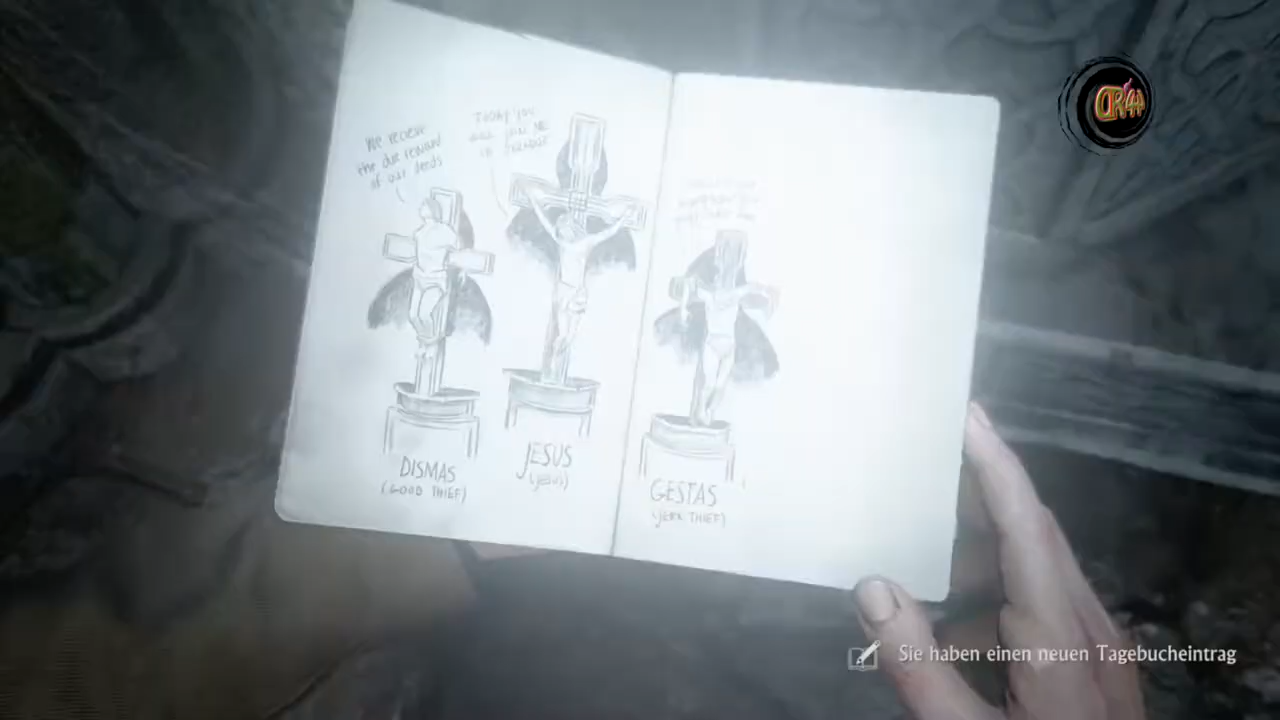 We receive
the due reward
of our deeds
Today you
will join me
in paradise
DISMAS
(GOOD THIEF)
JESUS
(jesus)
GESTAS
(JERK THIEF)
Sie haben einen neuen Tagebucheintrag